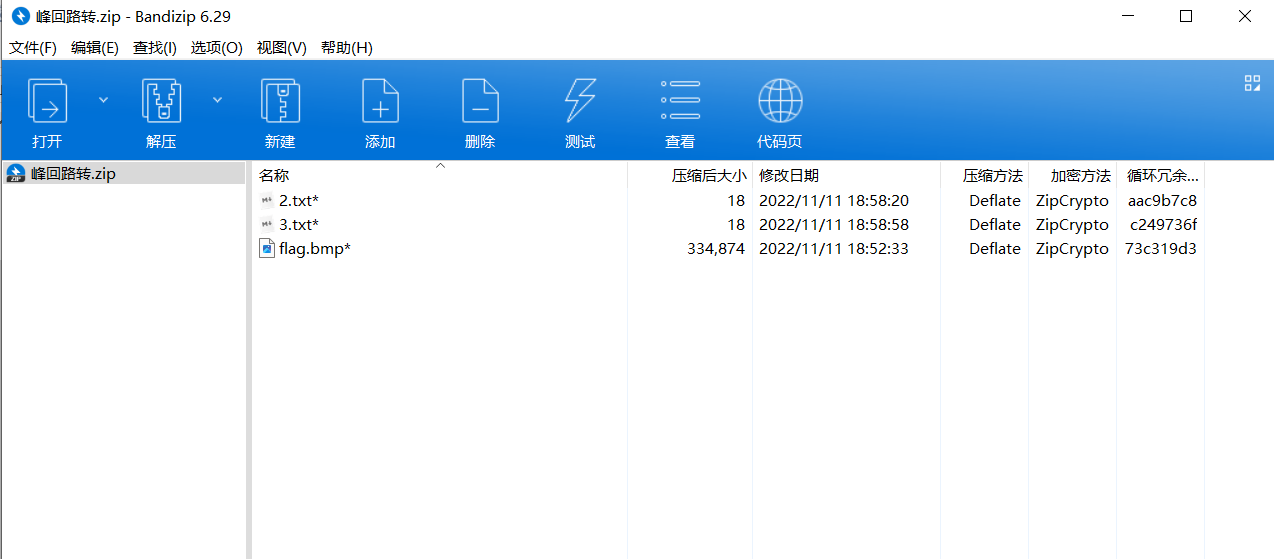 峰回路转.zip - Bandizip 6.29
文件(F) 编辑(E) 查找(I) 选项(O) 视图(V) 帮助(H)
打开 解压 新建 添加 删除 测试 查看 代码页
峰回路转.zip
名称 压缩后大小 修改日期 压缩方法 加密方法 循环冗余...
2.txt* 18 2022/11/11 18:58:20 Deflate ZipCrypto aac9b7c8
3.txt* 18 2022/11/11 18:58:58 Deflate ZipCrypto c249736f
flag.bmp* 334,874 2022/11/11 18:52:33 Deflate ZipCrypto 73c319d3